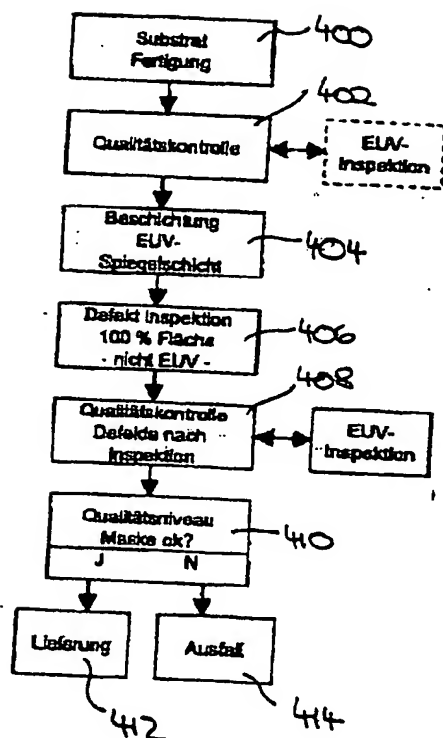 Substrat
Fertigung
400
402
Qualitätskontrolle
EUV-
Inspektion
Beschichtung
EUV-
Spiegelschicht
404
Defekt Inspektion
100 % Fläche
- nicht EUV -
406
408
Qualitätskontrolle
Defekte nach
Inspektion
EUV-
Inspektion
Qualitätsniveau
Maske ok?
J N
410
Lieferung
Ausfall
412
414